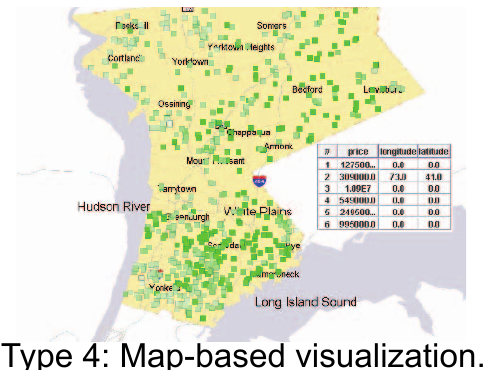 Somers
Yorktown Heights
Cortland
Yorktown
Bedford
Ossining
Chappaqua
Armonk
Mount Pleasant
# price longitude latitude
1 127500... 0.0 0.0
2 309000.0 73.0 41.0
3 1.09E7 0.0 0.0
4 549000.0 0.0 0.0
5 249500... 0.0 0.0
6 995000.0 0.0 0.0
Tarrytown
Hudson River
Greenburgh
White Plains
Scarsdale
Rye
Mamaroneck
Yonkers
Long Island Sound
Type 4: Map-based visualization.